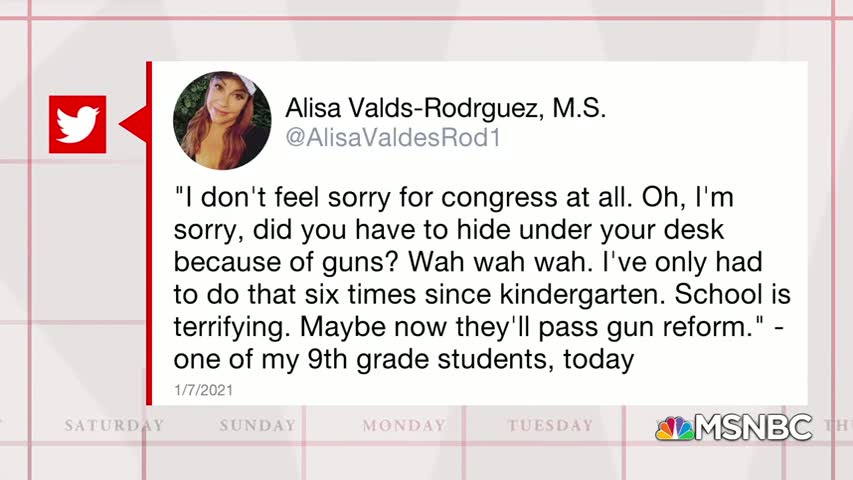 Alisa Valds-Rodrguez, M.S.
@AlisaValdesRod1
"I don't feel sorry for congress at all. Oh, I'm
sorry, did you have to hide under your desk
because of guns? Wah wah wah. I've only had
to do that six times since kindergarten. School is
terrifying. Maybe now they'll pass gun reform." -
one of my 9th grade students, today
1/7/2021
SATURDAY SUNDAY MONDAY TUESDAY
MSNBC